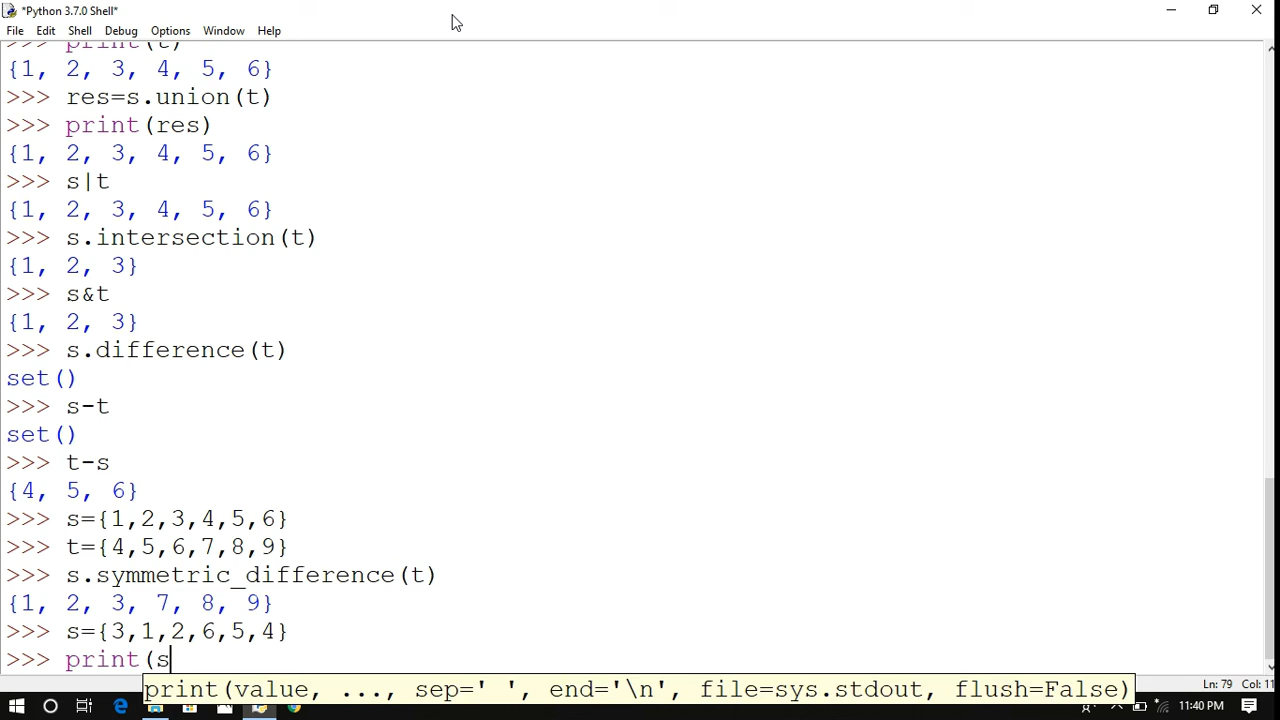 *Python 3.7.0 Shell*
File Edit Shell Debug Options Window Help
>>> print(t)
{1, 2, 3, 4, 5, 6}
>>> res=s.union(t)
>>> print(res)
{1, 2, 3, 4, 5, 6}
>>> s|t
{1, 2, 3, 4, 5, 6}
>>> s.intersection(t)
{1, 2, 3}
>>> s&t
{1, 2, 3}
>>> s.difference(t)
set()
>>> s-t
set()
>>> t-s
{4, 5, 6}
>>> s={1,2,3,4,5,6}
>>> t={4,5,6,7,8,9}
>>> s.symmetric_difference(t)
{1, 2, 3, 7, 8, 9}
>>> s={3,1,2,6,5,4}
>>> print(s
print(value, ..., sep=' ', end='\n', file=sys.stdout, flush=False)
Ln: 79 Col: 11
11:40 PM